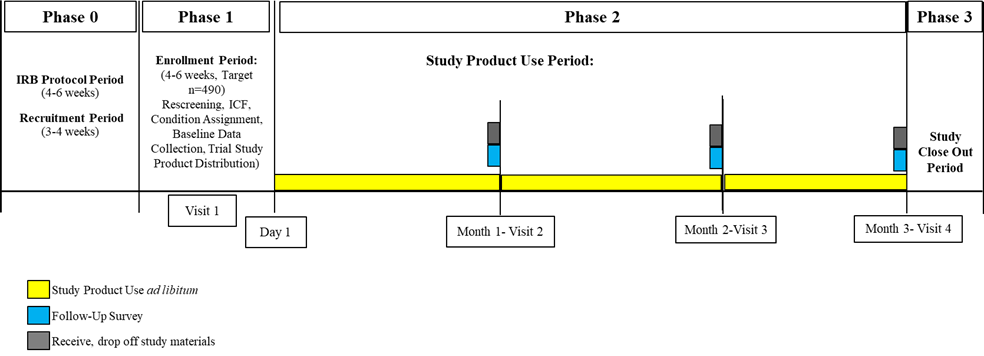 Phase 0
Phase 1
Phase 2
Phase 3
IRB Protocol Period
(4-6 weeks)
Recruitment Period
(3-4 weeks)
Enrollment Period:
(4-6 weeks, Target
n=490)
Rescreening, ICF,
Condition Assignment,
Baseline Data
Collection, Trial Study
Product Distribution)
Study Product Use Period:
Study
Close Out
Period
Visit 1
Day 1
Month 1- Visit 2
Month 2-Visit 3
Month 3- Visit 4
Study Product Use ad libitum
Follow-Up Survey
Receive, drop off study materials